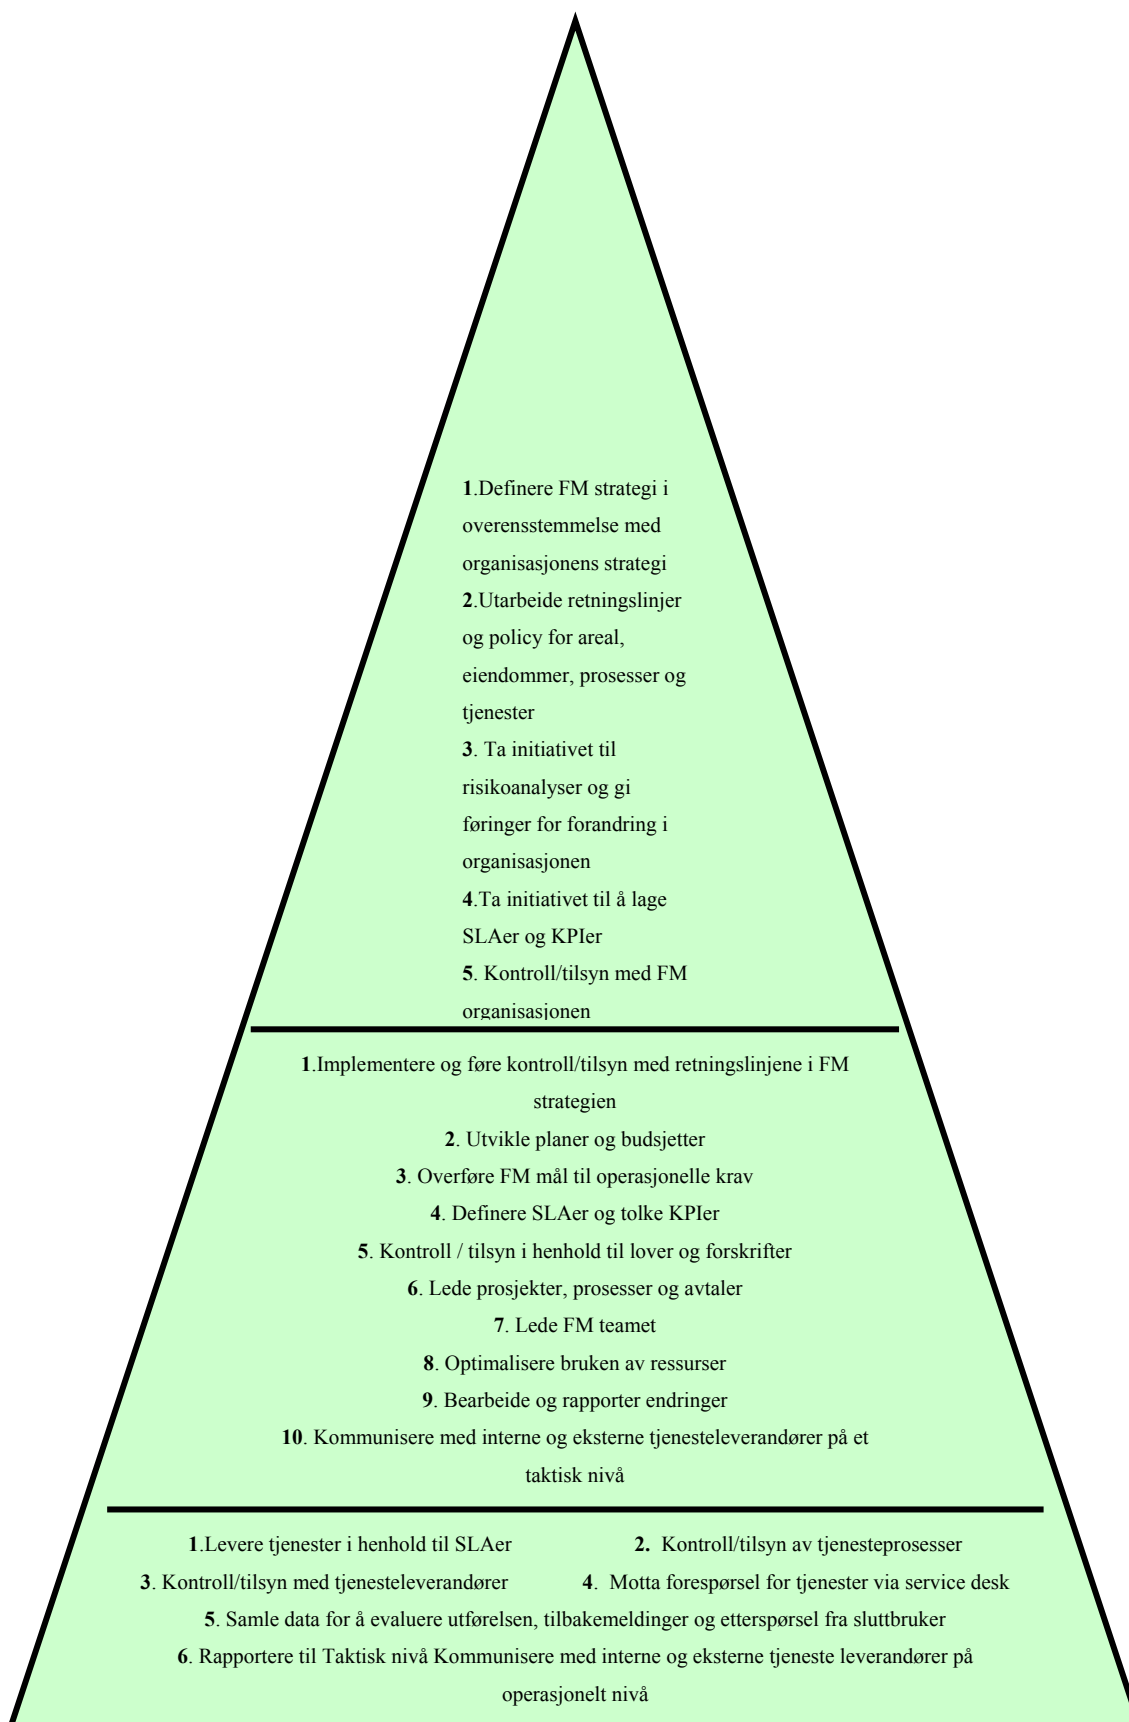 1.Definere FM strategi i
overensstemmelse med
organisasjonens strategi
2.Utarbeide retningslinjer
og policy for areal,
eiendommer, prosesser og
tjenester
3. Ta initiativet til
risikoanalyser og gi
føringer for forandring i
organisasjonen
4.Ta initiativet til å lage
SLAer og KPIer
5. Kontroll/tilsyn med FM
organisasjonen
1.Implementere og føre kontroll/tilsyn med retningslinjene i FM
strategien
2. Utvikle planer og budsjetter
3. Overføre FM mål til operasjonelle krav
4. Definere SLAer og tolke KPIer
5. Kontroll / tilsyn i henhold til lover og forskrifter
6. Lede prosjekter, prosesser og avtaler
7. Lede FM teamet
8. Optimalisere bruken av ressurser
9. Bearbeide og rapporter endringer
10. Kommunisere med interne og eksterne tjenesteleverandører på et
taktisk nivå
1.Levere tjenester i henhold til SLAer 2. Kontroll/tilsyn av tjenesteprosesser
3. Kontroll/tilsyn med tjenesteleverandører 4. Motta forespørsel for tjenester via service desk
5. Samle data for å evaluere utførelsen, tilbakemeldinger og etterspørsel fra sluttbruker
6. Rapportere til Taktisk nivå Kommunisere med interne og eksterne tjeneste leverandører på
operasjonelt nivå